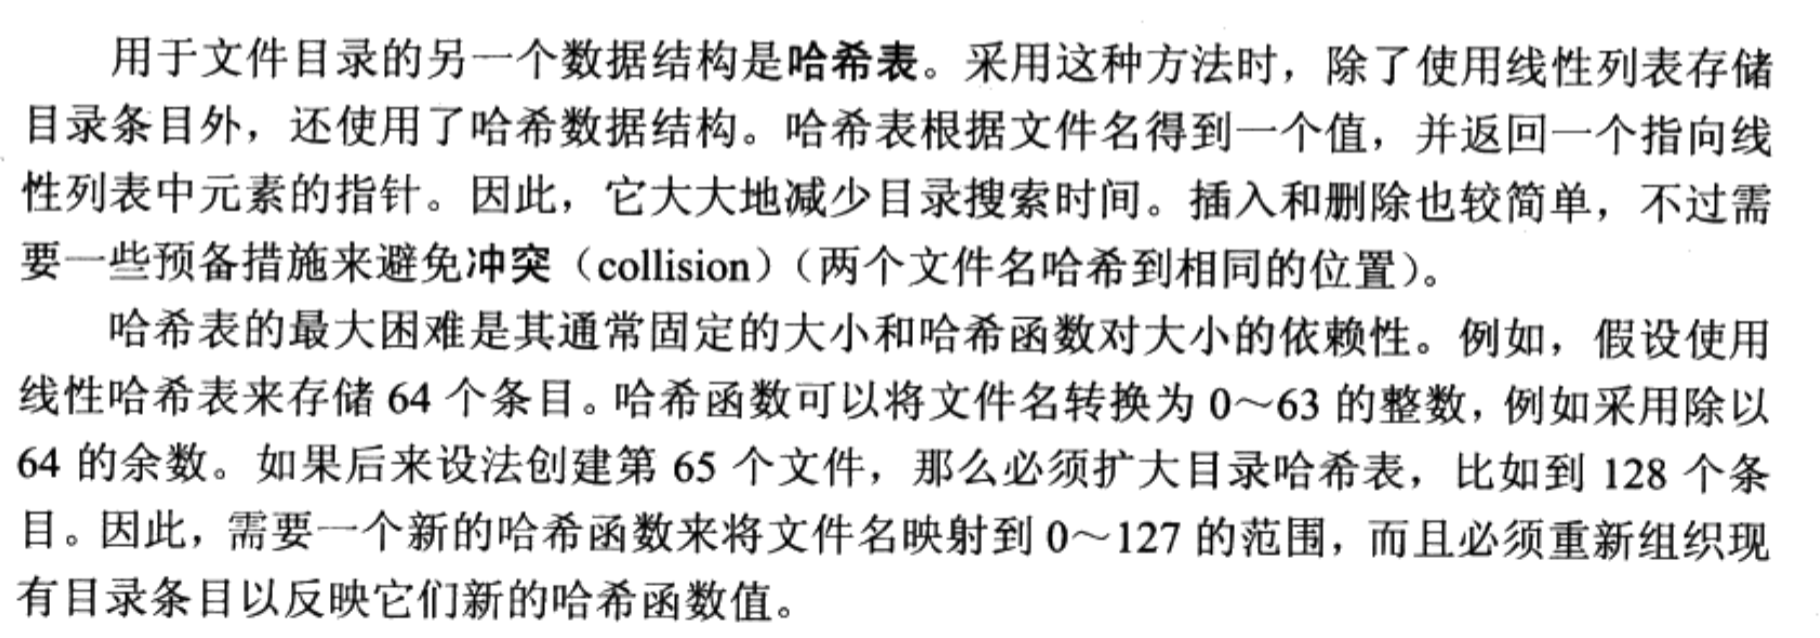 用于文件目录的另一个数据结构是哈希表。采用这种方法时，除了使用线性列表存储
目录条目外，还使用了哈希数据结构。哈希表根据文件名得到一个值，并返回一个指向线
性列表中元素的指针。因此，它大大地减少目录搜索时间。插入和删除也较简单，不过需
要一些预备措施来避免冲突（collision）（两个文件名哈希到相同的位置）。
哈希表的最大困难是其通常固定的大小和哈希函数对大小的依赖性。例如，假设使用
线性哈希表来存储 64 个条目。哈希函数可以将文件名转换为 0～63 的整数，例如采用除以
64 的余数。如果后来设法创建第 65 个文件，那么必须扩大目录哈希表，比如到 128 个条
目。因此，需要一个新的哈希函数来将文件名映射到 0～127 的范围，而且必须重新组织现
有目录条目以反映它们新的哈希函数值。